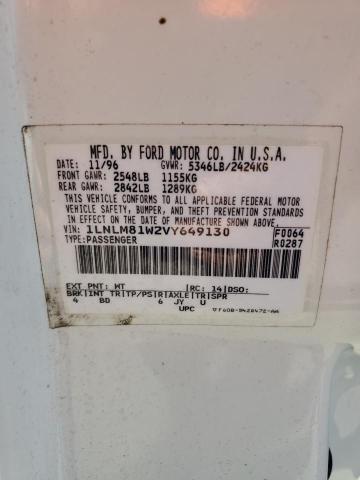 MFD. BY FORD MOTOR CO. IN U.S.A.
DATE: 11/96 GVWR: 5346LB/2424KG
FRONT GAWR: 2548LB 1155KG
REAR GAWR: 2842LB 1289KG
THIS VEHICLE CONFORMS TO ALL APPLICABLE FEDERAL MOTOR
VEHICLE SAFETY, BUMPER, AND THEFT PREVENTION STANDARDS
IN EFFECT ON THE DATE OF MANUFACTURE SHOWN ABOVE
VIN: 1LNLM81W2VY649130 F0064
TYPE: PASSENGER R0287
EXT PNT: WT RC: 14 DSO:
BRK INT TR TP/PS R AXLE TR SPR
4 BD 6 JY U
UPC